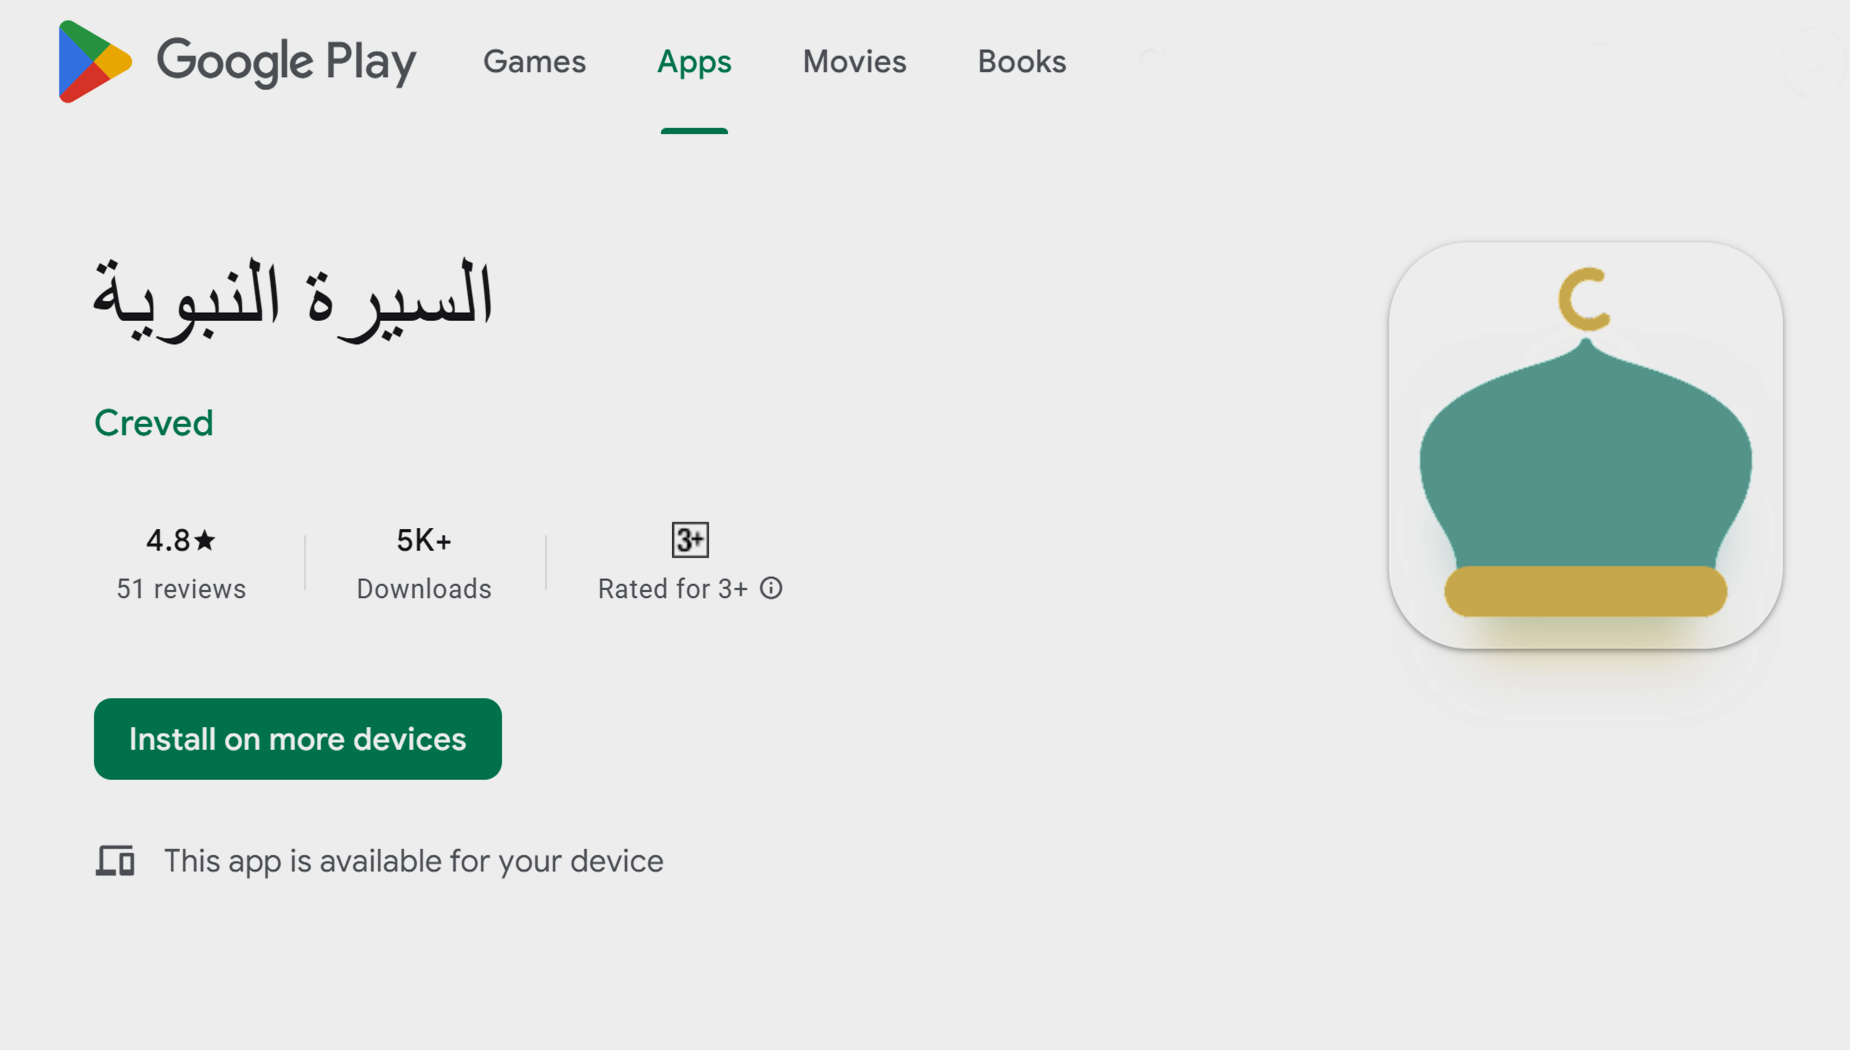 Google Play Games Apps Movies Books
السيرة النبوية
Creved
4.8★ 5K+ 3+
51 reviews Downloads Rated for 3+
Install on more devices
This app is available for your device